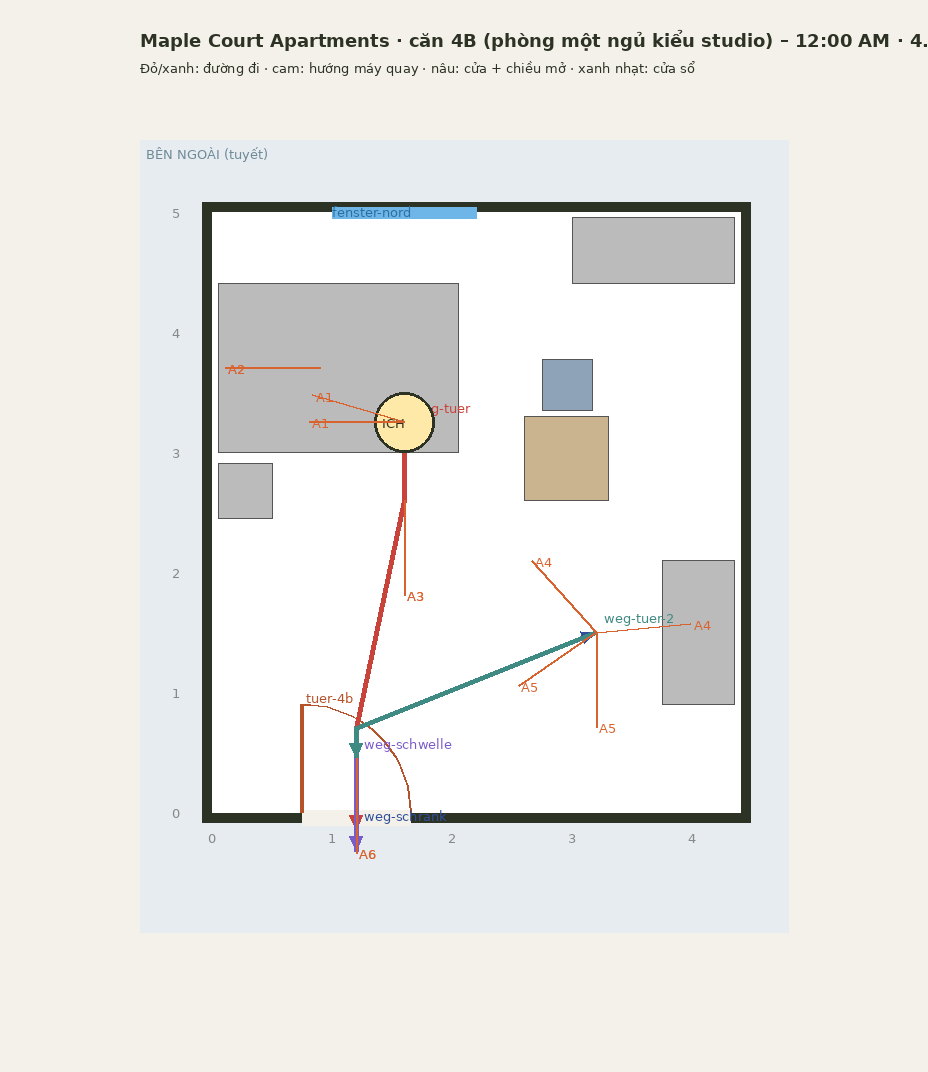 Maple Court Apartments · căn 4B (phòng một ngủ kiểu studio) – 12:00 AM · 4.
Đỏ/xanh: đường đi · cam: hướng máy quay · nâu: cửa + chiều mở · xanh nhạt: cửa sổ
BÊN NGOÀI (tuyết)
5
fenster-nord
4
A2
A1
g-tuer
A1
ICH
3
2
A4
A3
weg-tuer-2
A4
A5
1
tuer-4b
A5
weg-schwelle
0
weg-schrank
0
1
2
3
4
A6